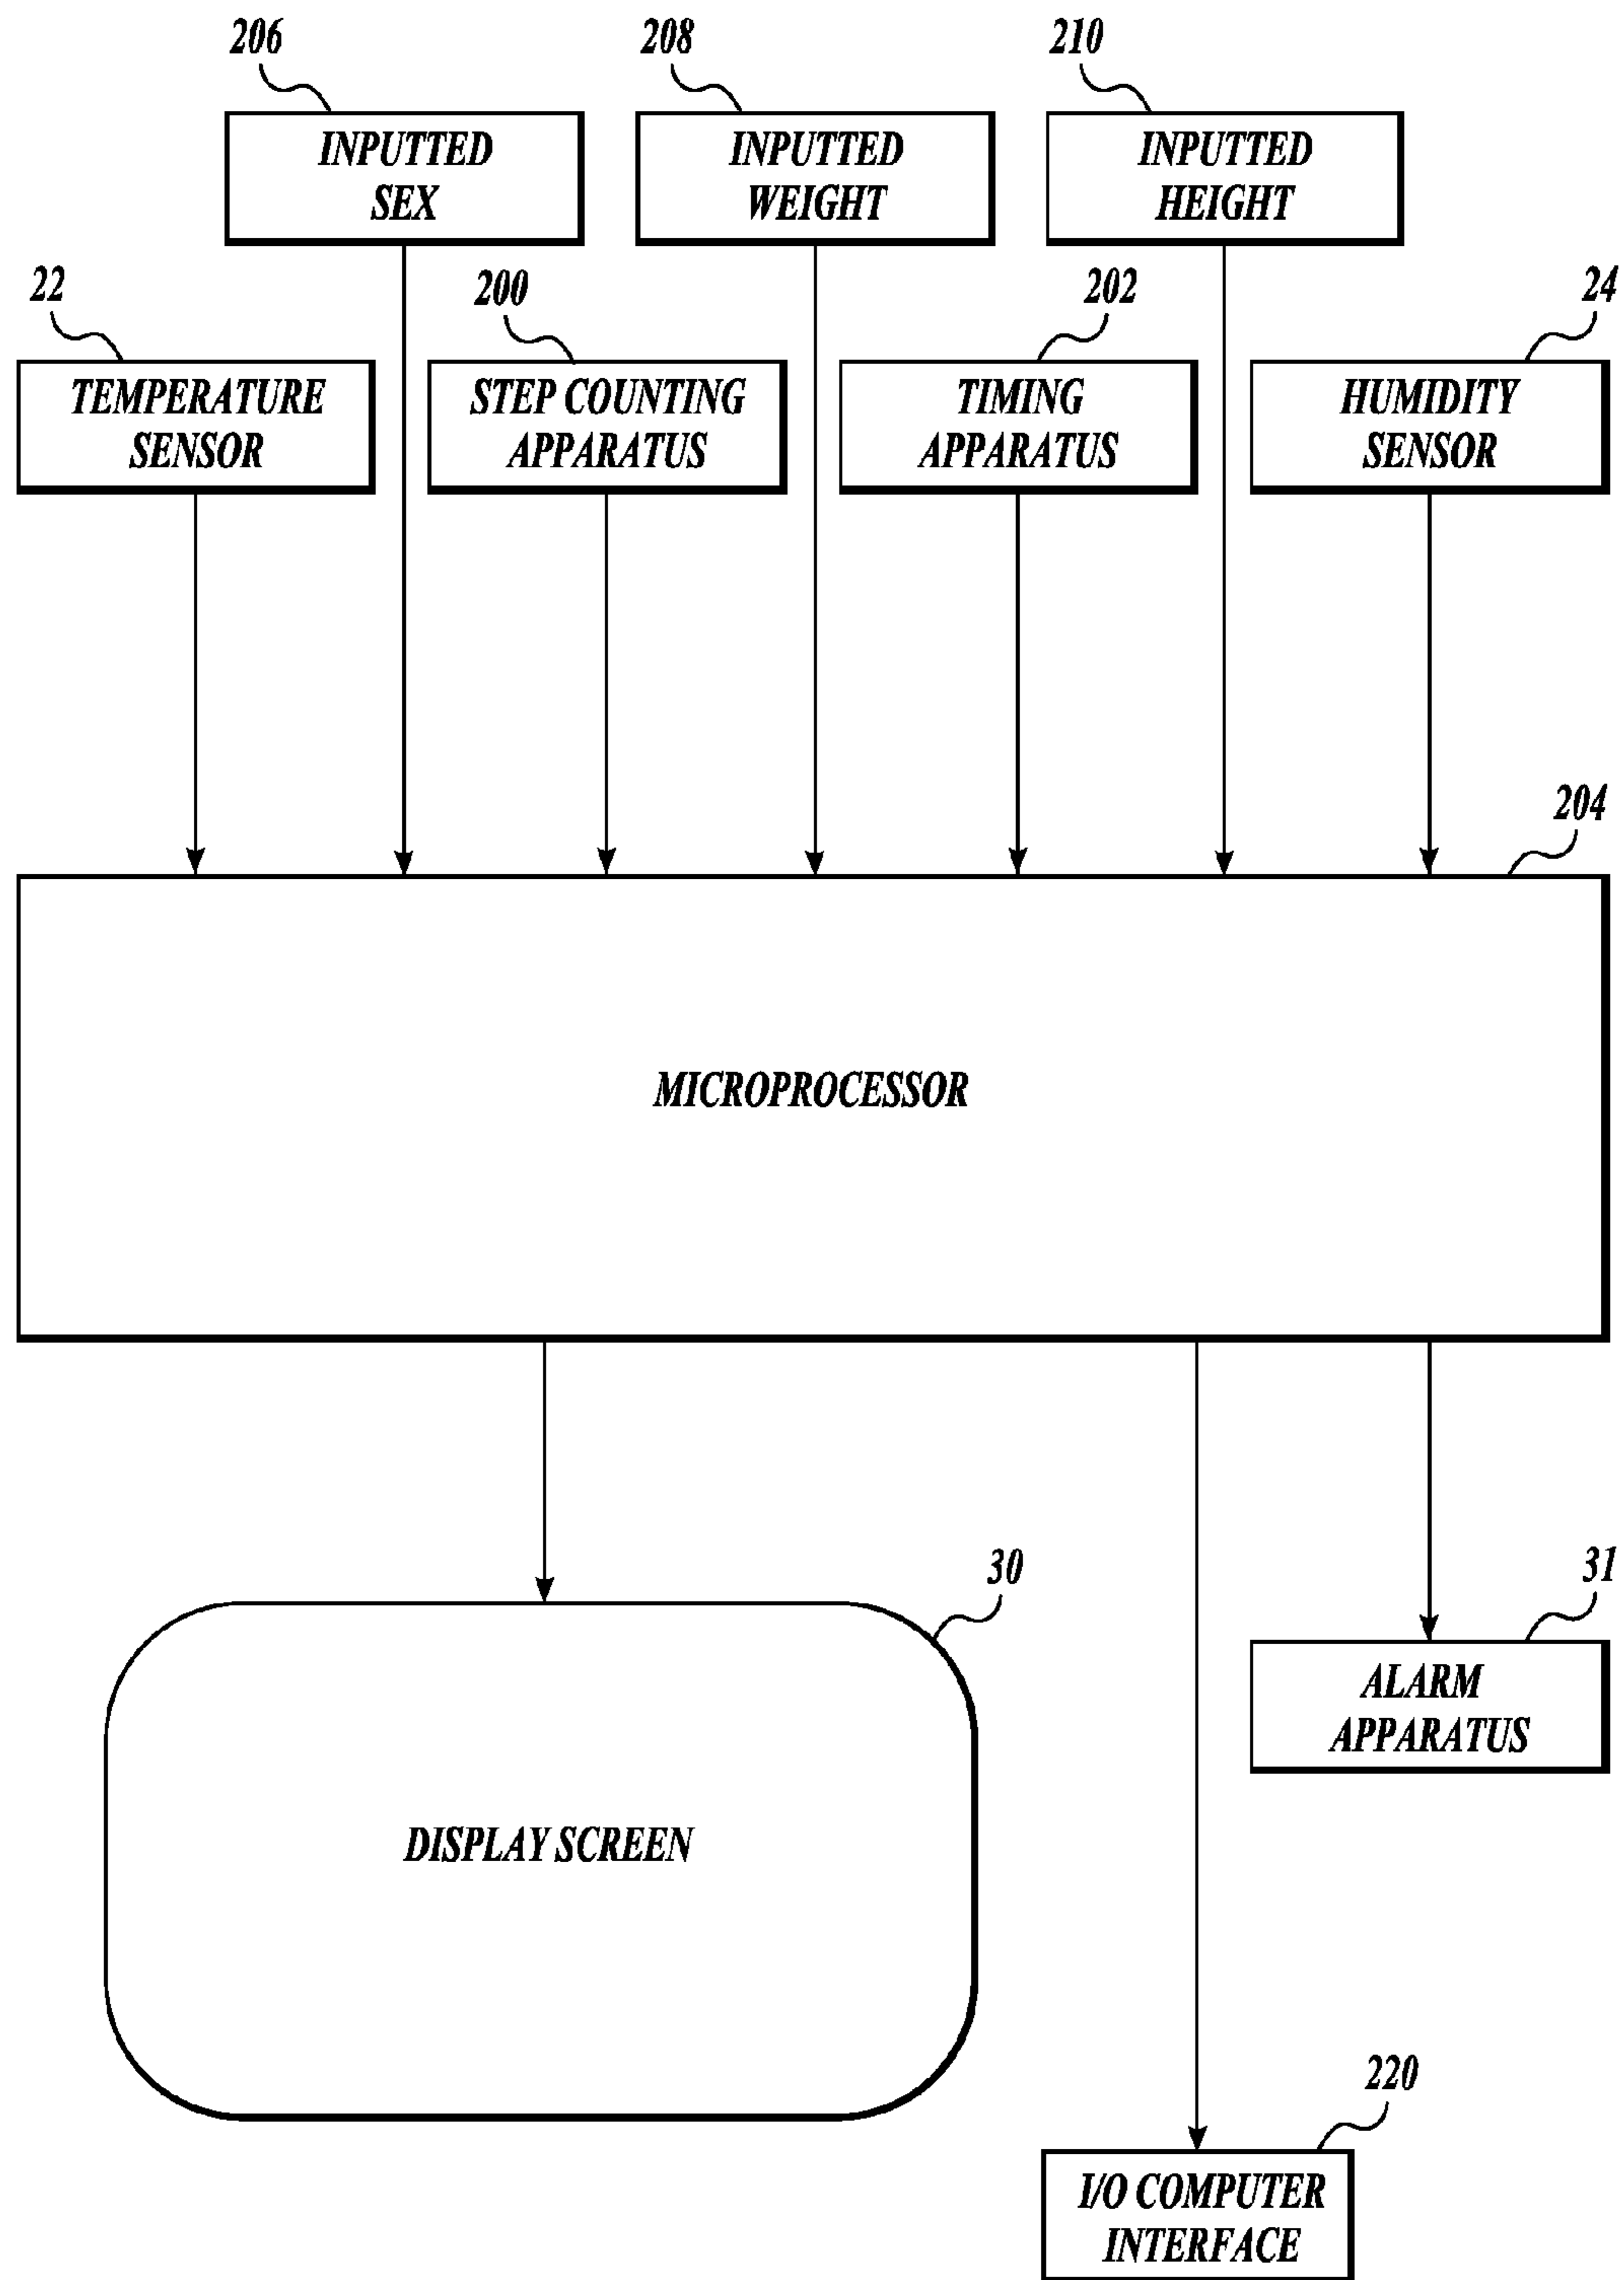 206
208
210
INPUTTED
SEX
INPUTTED
WEIGHT
INPUTTED
HEIGHT
22
200
202
24
TEMPERATURE
SENSOR
STEP COUNTING
APPARATUS
TIMING
APPARATUS
HUMIDITY
SENSOR
204
MICROPROCESSOR
30
31
DISPLAY SCREEN
ALARM
APPARATUS
220
I/O COMPUTER
INTERFACE